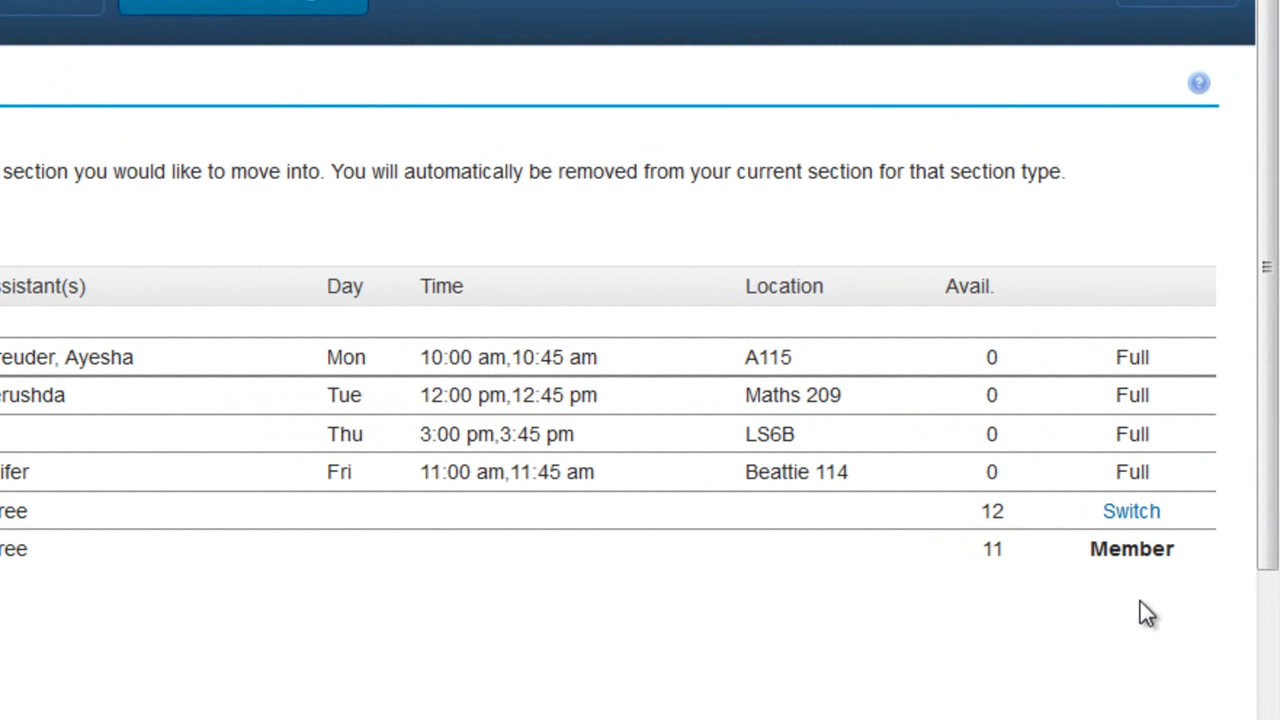 section you would like to move into. You will automatically be removed from your current section for that section type.
ssistant(s) Day Time Location Avail.
reuder, Ayesha Mon 10:00 am,10:45 am A115 0 Full
erushda Tue 12:00 pm,12:45 pm Maths 209 0 Full
Thu 3:00 pm,3:45 pm LS6B 0 Full
ifer Fri 11:00 am,11:45 am Beattie 114 0 Full
ree 12 Switch
ree 11 Member